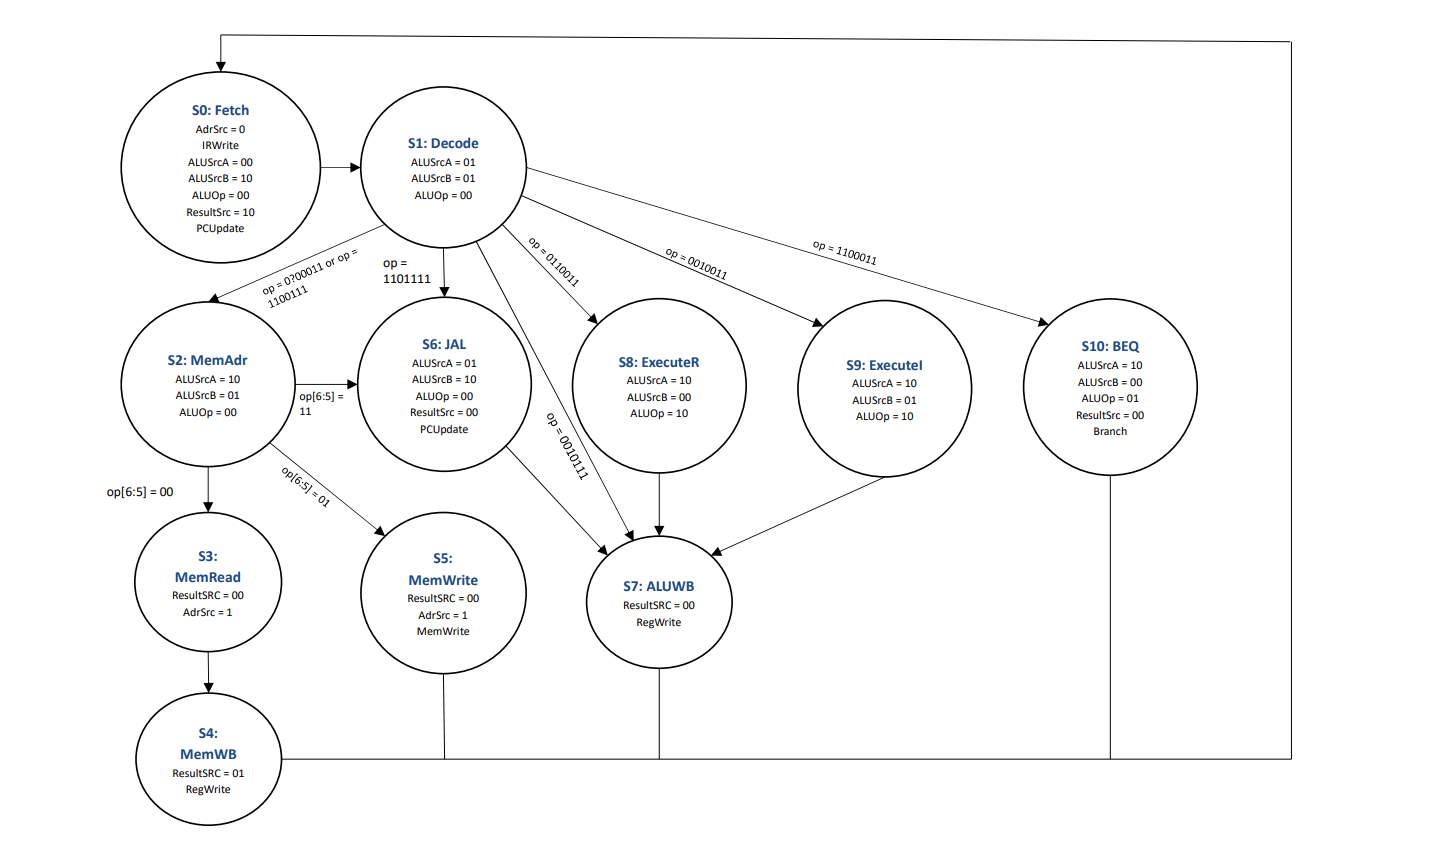 S0: Fetch
AdrSrc = 0
IRWrite
ALUSrcA = 00
ALUSrcB = 10
ALUOp = 00
ResultSrc = 10
PCUpdate
S1: Decode
ALUSrcA = 01
ALUSrcB = 01
ALUOp = 00
op = 0?00011 or op =
1100111
op =
1101111
op = 0110011
op = 0010011
op = 1100011
op = 0010111
S2: MemAdr
ALUSrcA = 10
ALUSrcB = 01
ALUOp = 00
op[6:5] =
11
S6: JAL
ALUSrcA = 01
ALUSrcB = 10
ALUOp = 00
ResultSrc = 00
PCUpdate
S8: ExecuteR
ALUSrcA = 10
ALUSrcB = 00
ALUOp = 10
S9: ExecuteI
ALUSrcA = 10
ALUSrcB = 01
ALUOp = 10
S10: BEQ
ALUSrcA = 10
ALUSrcB = 00
ALUOp = 01
ResultSrc = 00
Branch
op[6:5] = 00
op[6:5] = 01
S3:
MemRead
ResultSRC = 00
AdrSrc = 1
S5:
MemWrite
ResultSRC = 00
AdrSrc = 1
MemWrite
S7: ALUWB
ResultSRC = 00
RegWrite
S4:
MemWB
ResultSRC = 01
RegWrite